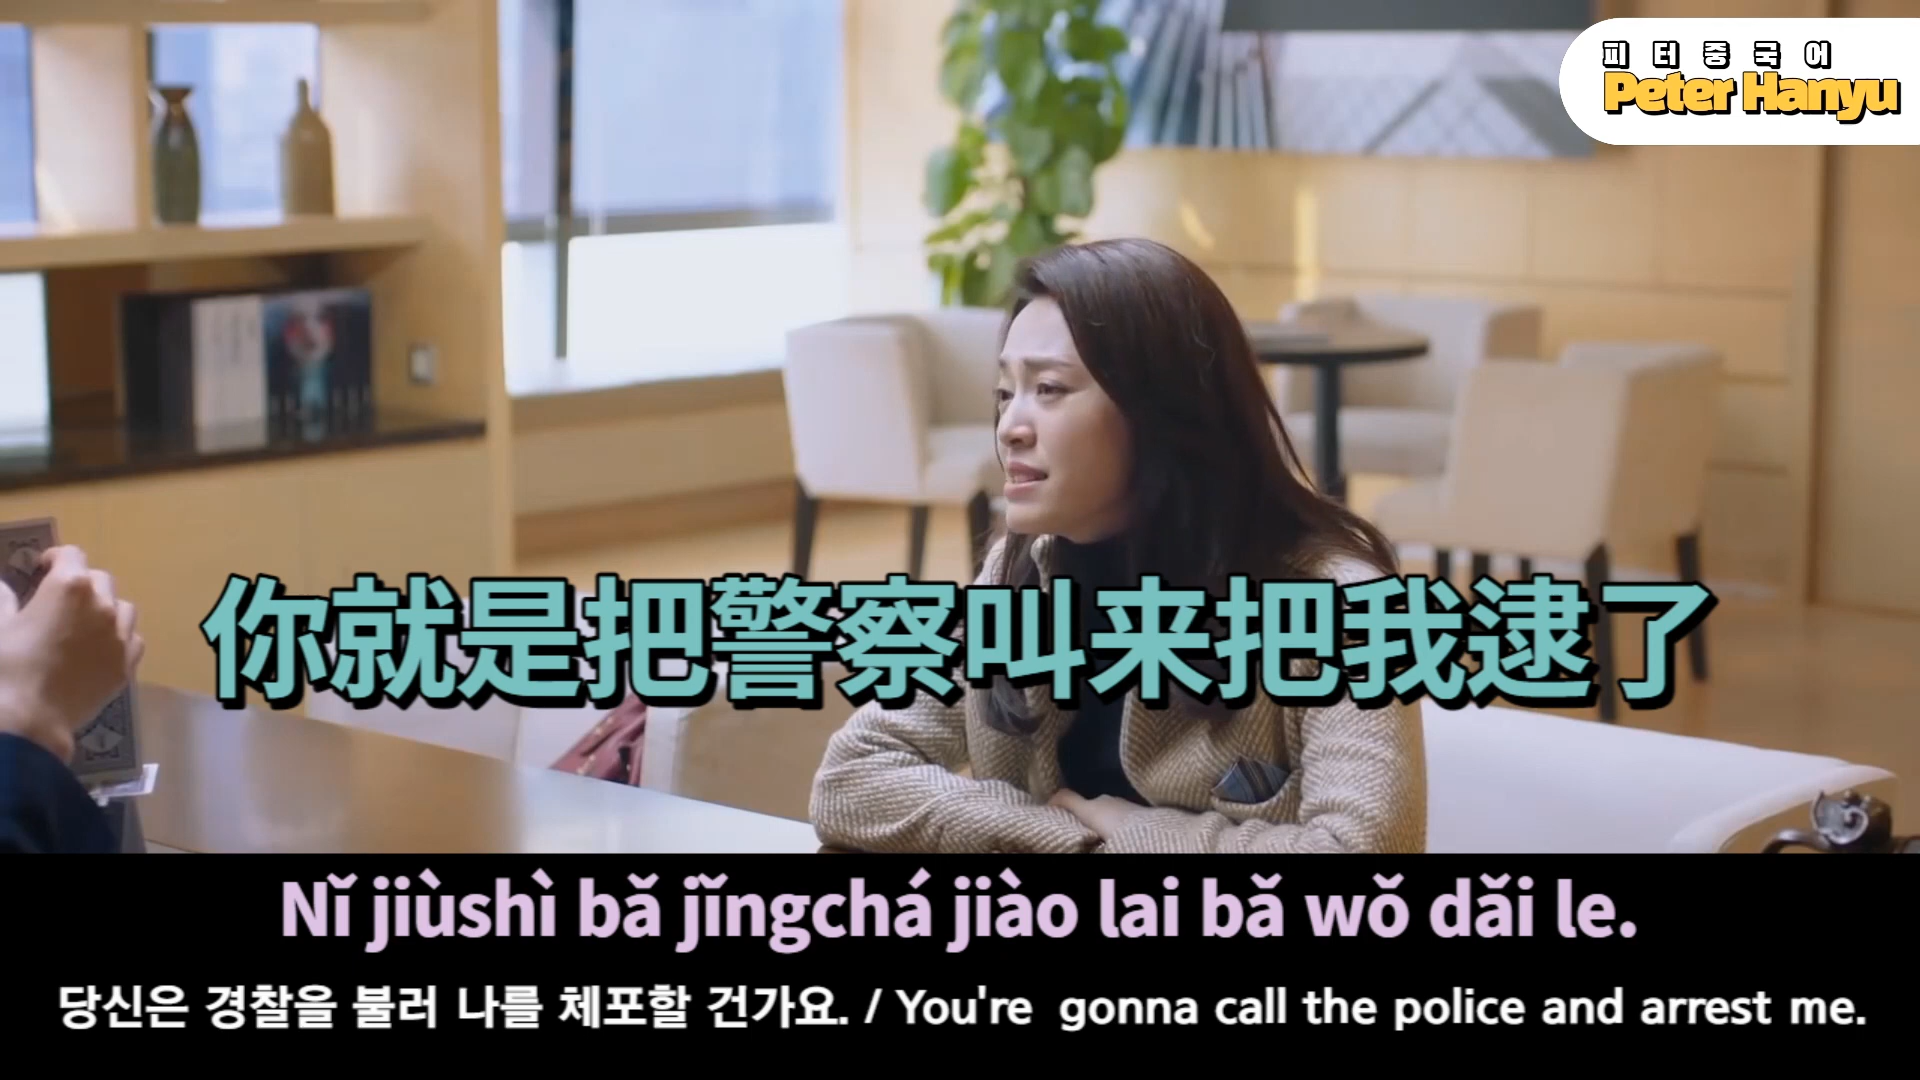 피터중국어
Peter Hanyu
你就是把警察叫来把我逮了
Nǐ jiùshì bǎ jǐngchá jiào lai bǎ wǒ dǎi le.
당신은 경찰을 불러 나를 체포할 건가요. / You're gonna call the police and arrest me.